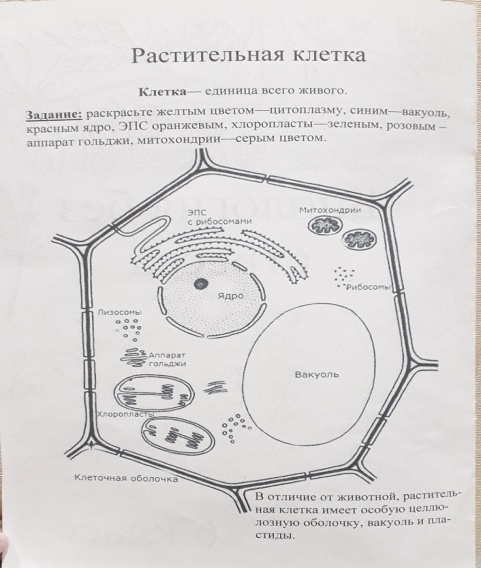 Растительная клетка
Клетка— единица всего живого.
Задание: раскрасьте желтым цветом—цитоплазму, синим—вакуоль,
красным ядро, ЭПС оранжевым, хлоропласты—зеленым, розовым –
аппарат гольджи, митохондрии—серым цветом.
ЭПС
с рибосомами
Митохондрии
Ядро
Рибосомы
Лизосомы
Аппарат
гольджи
Вакуоль
Хлоропласты
Клеточная оболочка
В отличие от животной, раститель-
ная клетка имеет особую целлю-
лозную оболочку, вакуоль и пла-
стиды.